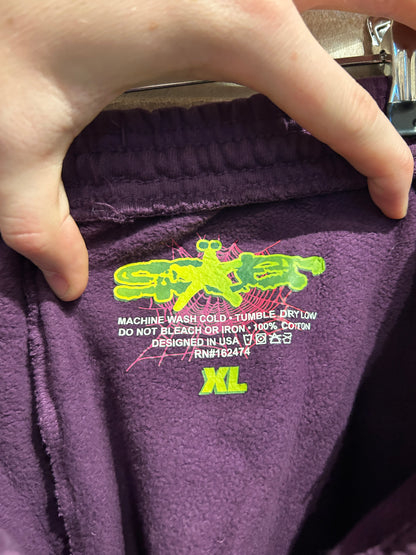 Sp5der
MACHINE WASH COLD • TUMBLE DRY LOW
DO NOT BLEACH OR IRON • 100% COTTON
DESIGNED IN USA
RN#162474
XL